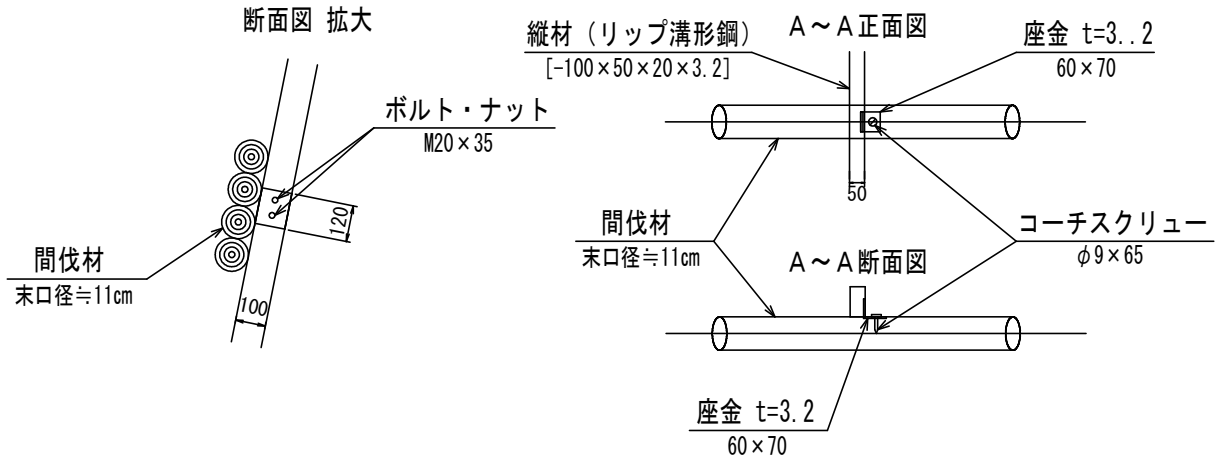 断面図 拡大
ボルト・ナット
M20×35
120
間伐材
末口径≒11cm
100
縦材（リップ溝形鋼）
[-100×50×20×3.2]
A～A正面図
座金 t=3..2
60×70
50
間伐材
末口径≒11cm
コーチスクリュー
φ9×65
A～A断面図
座金 t=3.2
60×70